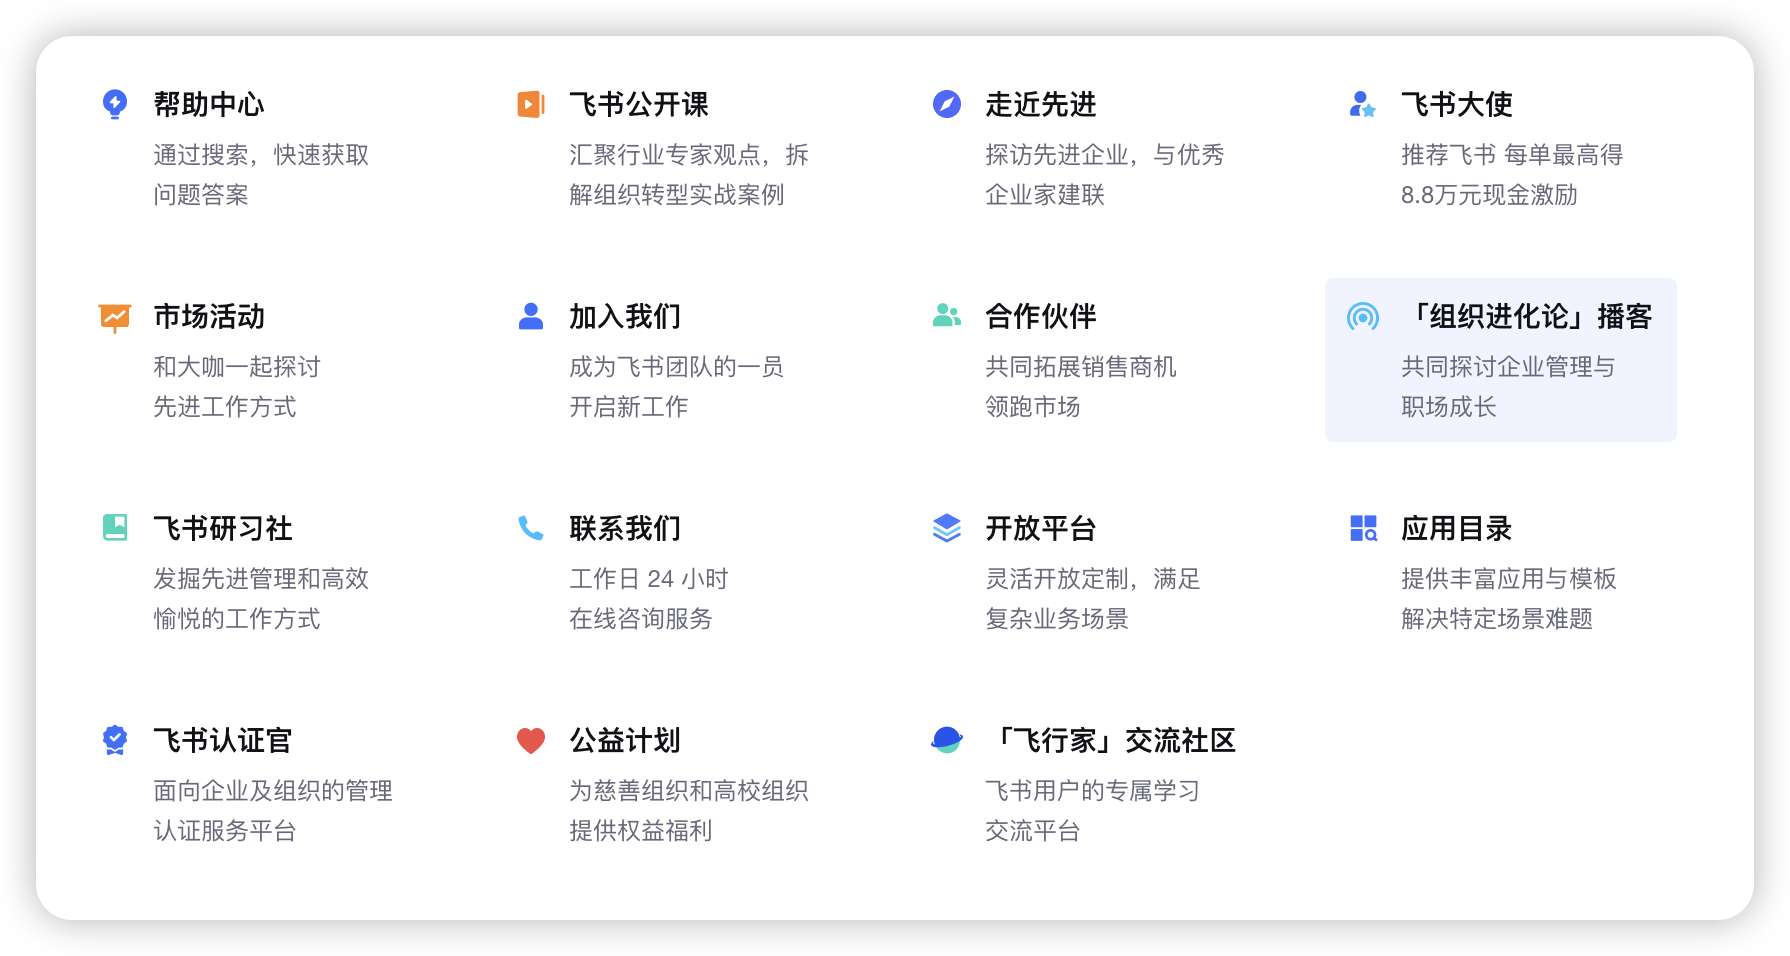 帮助中心
通过搜索，快速获取
问题答案
飞书公开课
汇聚行业专家观点，拆
解组织转型实战案例
走近先进
探访先进企业，与优秀
企业家建联
飞书大使
推荐飞书 每单最高得
8.8万元现金激励
市场活动
和大咖一起探讨
先进工作方式
加入我们
成为飞书团队的一员
开启新工作
合作伙伴
共同拓展销售商机
领跑市场
「组织进化论」播客
共同探讨企业管理与
职场成长
飞书研习社
发掘先进管理和高效
愉悦的工作方式
联系我们
工作日 24 小时
在线咨询服务
开放平台
灵活开放定制，满足
复杂业务场景
应用目录
提供丰富应用与模板
解决特定场景难题
飞书认证官
面向企业及组织的管理
认证服务平台
公益计划
为慈善组织和高校组织
提供权益福利
「飞行家」交流社区
飞书用户的专属学习
交流平台